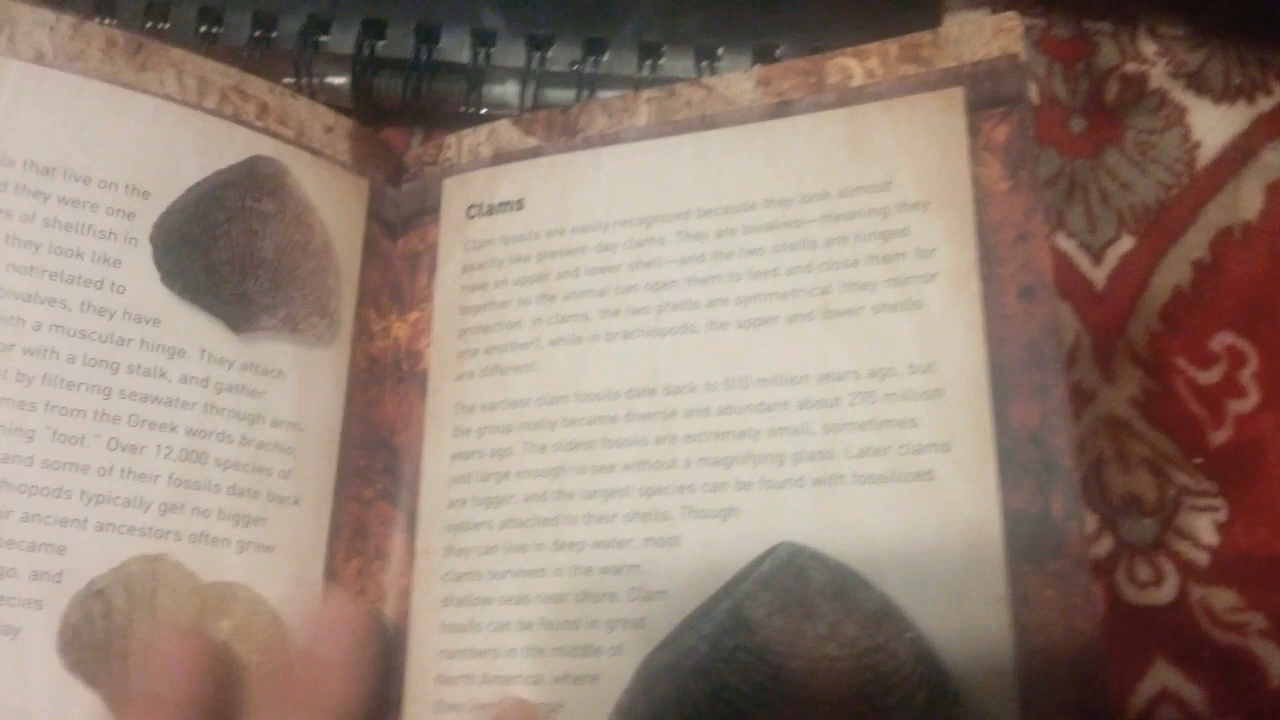 ls that live on the
they were one
s of shellfish in
they look like
not related to
bivalves, they have
with a muscular hinge. They attach
or with a long stalk, and gather
t by filtering seawater through arm-
mes from the Greek words brachio,
ning "foot." Over 12,000 species of
and some of their fossils date back
hiopods typically get no bigger
ir ancient ancestors often grew
became
go, and
ecies
ay
Clams
Clam fossils are easily recognized because they look almost
exactly like present-day clams. They are bivalves—meaning they
have an upper and lower shell—and the two shells are hinged
together so the animal can open them to feed and close them for
protection. In clams, the two shells are symmetrical (they mirror
one another), while in brachiopods, the upper and lower shells
are different.
The earliest clam fossils date back to million years ago, but
the group really became diverse and abundant about million
years ago. The oldest fossils are extremely small, sometimes
just large enough to see without a magnifying glass. Later clams
are bigger, and the largest species can be found with fossilized
oysters attached to their shells. Though
they can live in deep water, most
clams survived in the warm
shallow seas near shore. Clam
fossils can be found in great
numbers in the middle of
North America, where